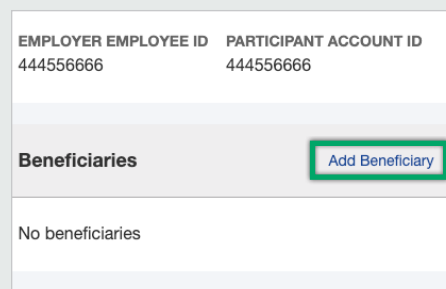 EMPLOYER EMPLOYEE ID PARTICIPANT ACCOUNT ID
444556666 444556666
Beneficiaries Add Beneficiary
No beneficiaries